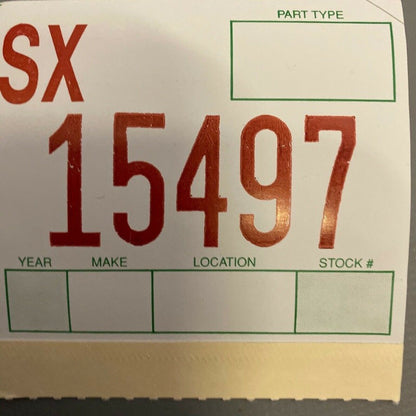 PART TYPE
SX
15497
YEAR MAKE LOCATION STOCK #